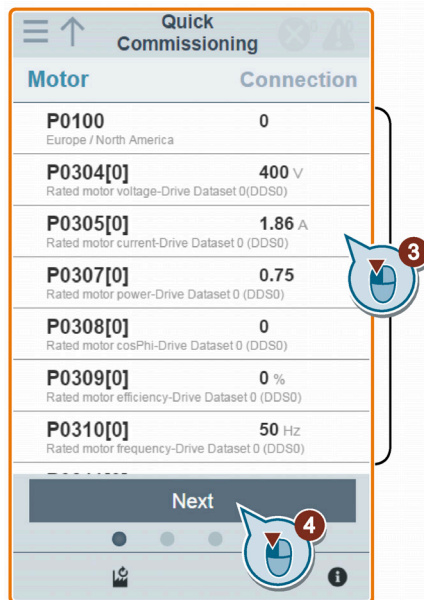 Quick
Commissioning
Motor Connection
P0100 0
Europe / North America
P0304[0] 400 V
Rated motor voltage-Drive Dataset 0(DDS0)
P0305[0] 1.86 A
Rated motor current-Drive Dataset 0 (DDS0)
P0307[0] 0.75
Rated motor power-Drive Dataset 0 (DDS0)
P0308[0] 0
Rated motor cosPhi-Drive Dataset 0 (DDS0)
P0309[0] 0 %
Rated motor efficiency-Drive Dataset 0 (DDS0)
P0310[0] 50 Hz
Rated motor frequency-Drive Dataset 0 (DDS0)
3
Next
4